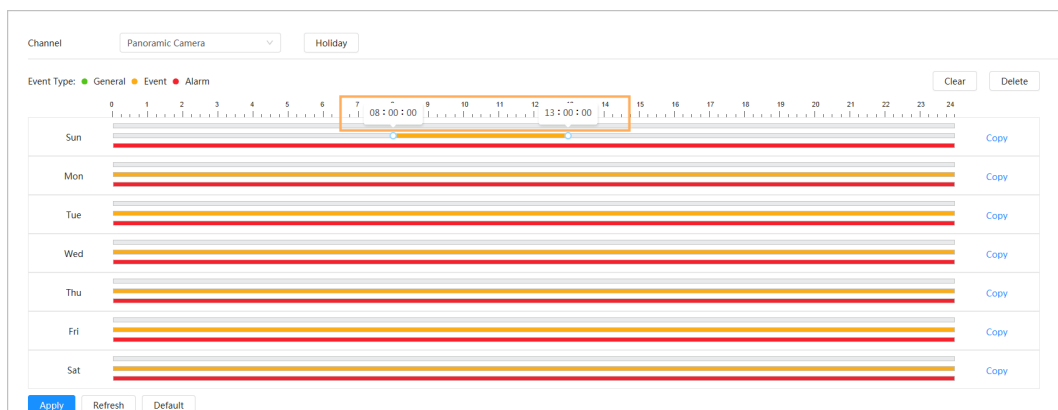 Channel Panoramic Camera Holiday
Event Type: General Event Alarm Clear Delete
0 1 2 3 4 5 6 7 9 10 11 12 14 15 16 17 18 19 20 21 22 23 24
08:00:00 13:00:00
Sun Copy
Mon Copy
Tue Copy
Wed Copy
Thu Copy
Fri Copy
Sat Copy
Apply Refresh Default